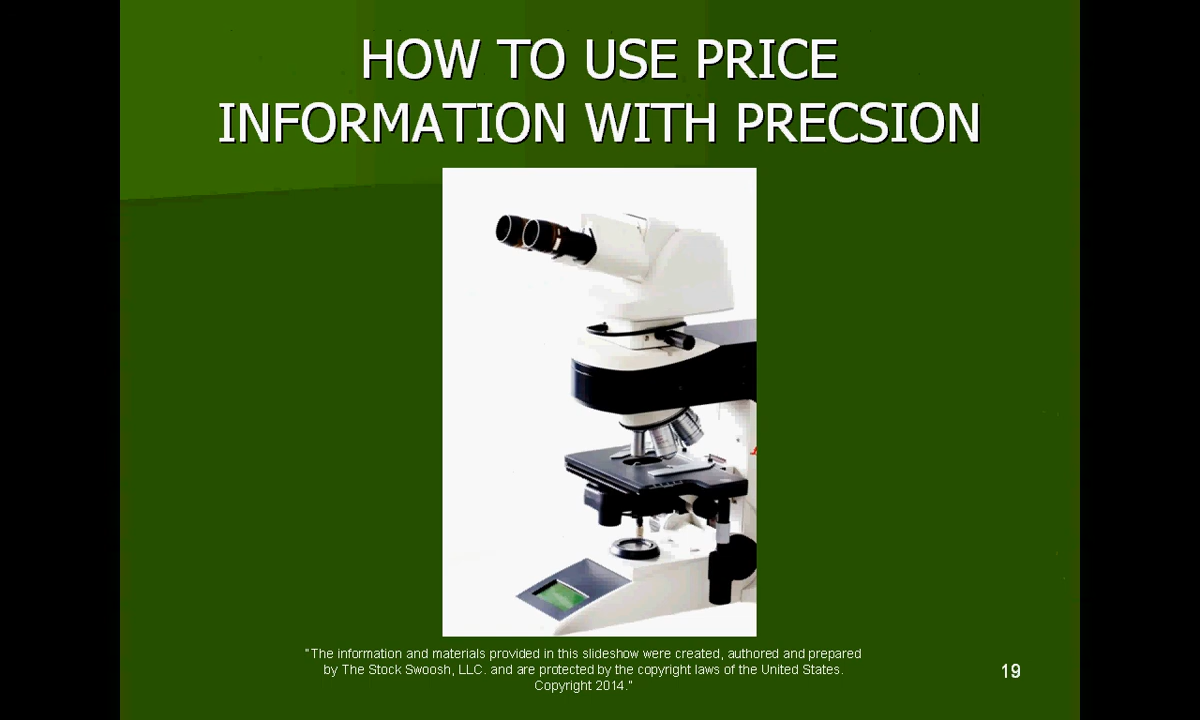 HOW TO USE PRICE
INFORMATION WITH PRECSION
"The information and materials provided in this slideshow were created, authored and prepared
by The Stock Swoosh, LLC. and are protected by the copyright laws of the United States.
Copyright 2014."
19